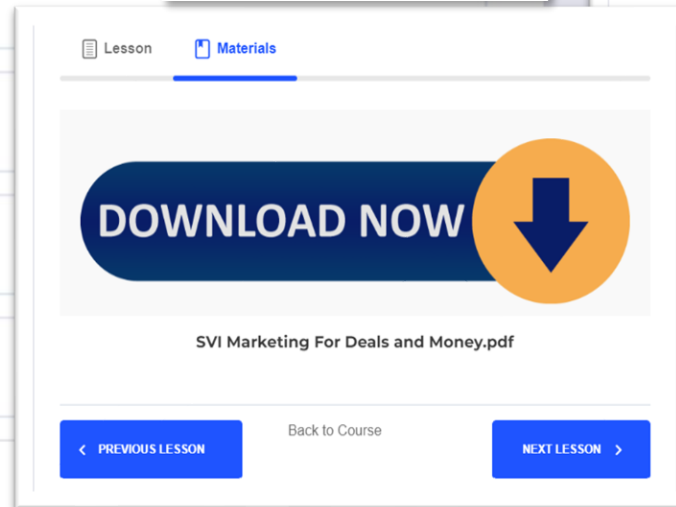 Lesson
Materials
DOWNLOAD NOW
SVI Marketing For Deals and Money.pdf
Back to Course
PREVIOUS LESSON
NEXT LESSON